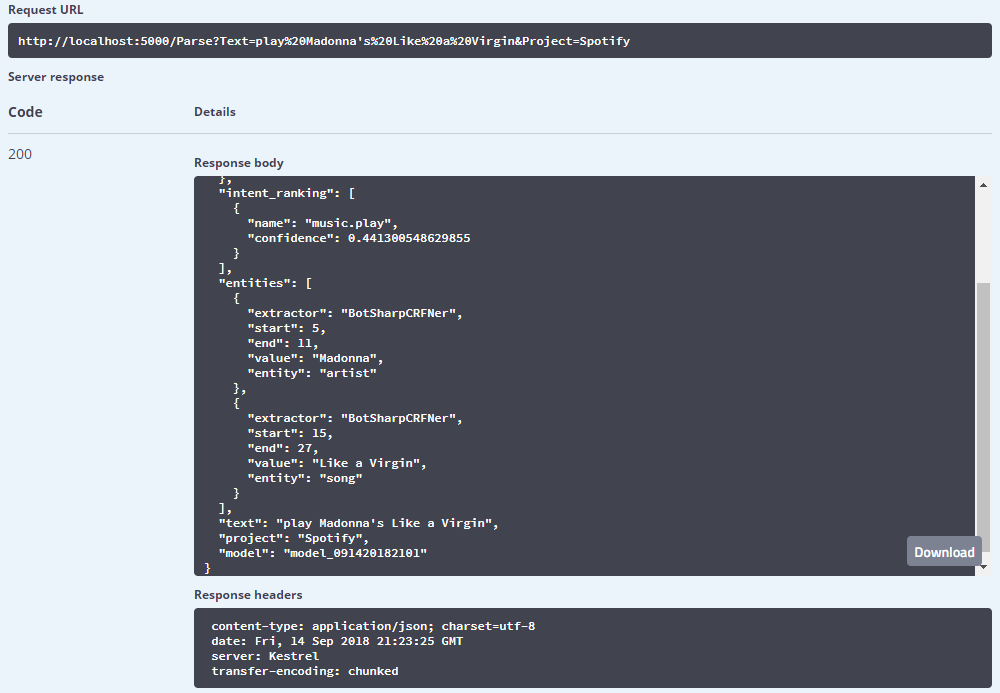 Request URL
http://localhost:5000/Parse?Text=play%20Madonna's%20Like%20a%20Virgin&Project=Spotify
Server response
Code Details
200
Response body
},
"intent_ranking": [
{
"name": "music.play",
"confidence": 0.441300548629855
}
],
"entities": [
{
"extractor": "BotSharpCRFNer",
"start": 5,
"end": 11,
"value": "Madonna",
"entity": "artist"
},
{
"extractor": "BotSharpCRFNer",
"start": 15,
"end": 27,
"value": "Like a Virgin",
"entity": "song"
}
],
"text": "play Madonna's Like a Virgin",
"project": "Spotify",
"model": "model_091420182101"
}
Download
Response headers
content-type: application/json; charset=utf-8
date: Fri, 14 Sep 2018 21:23:25 GMT
server: Kestrel
transfer-encoding: chunked